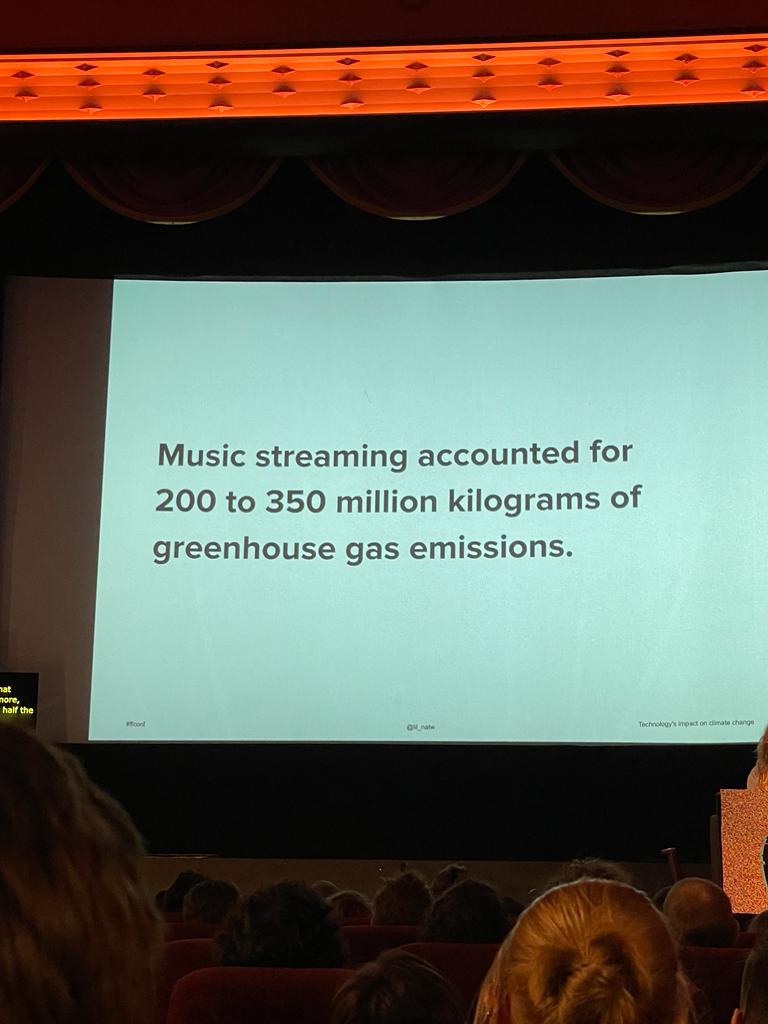 Music streaming accounted for
200 to 350 million kilograms of
greenhouse gas emissions.
hat
more,
half the
#ffconf
@lil_natw
Technology's impact on climate change